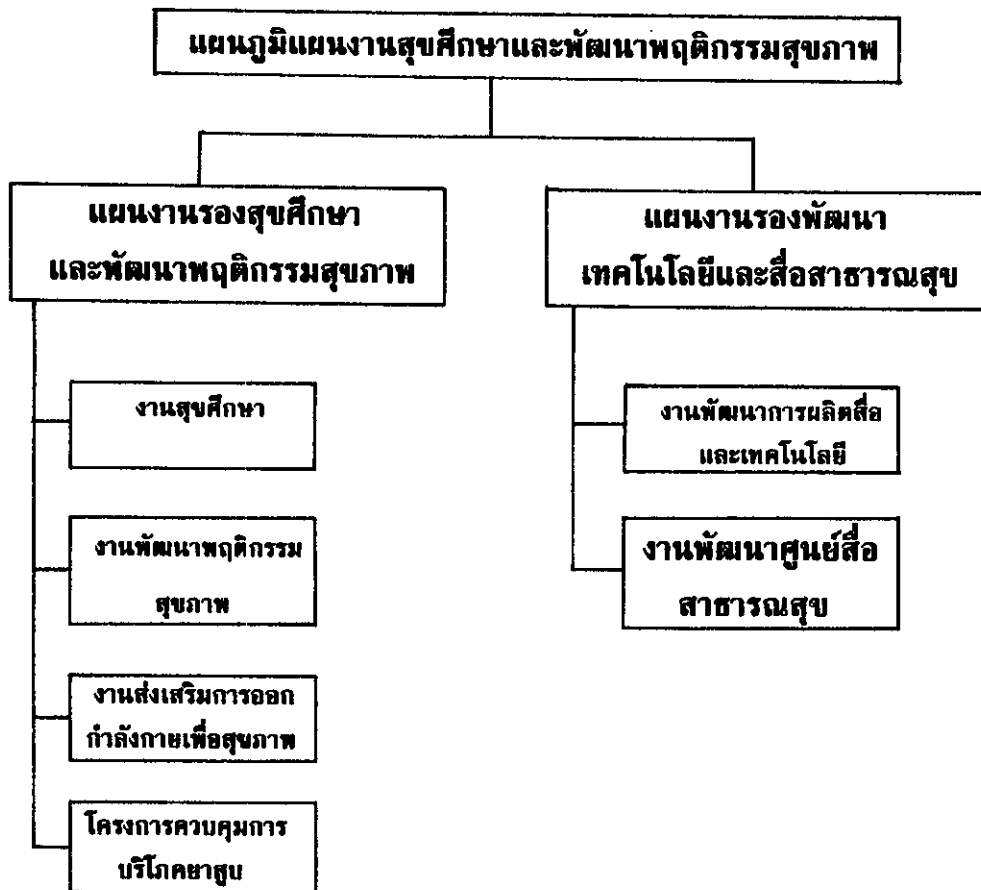 แผนภูมิแผนงานสุขศึกษาและพัฒนาพฤติกรรมสุขภาพ
แผนงานรองสุขศึกษา
และพัฒนาพฤติกรรมสุขภาพ
งานสุขศึกษา
งานพัฒนาพฤติกรรม
สุขภาพ
งานส่งเสริมการออก
กำลังกายเพื่อสุขภาพ
โครงการควบคุมการ
บริโภคยาสูบ
แผนงานรองพัฒนา
เทคโนโลยีและสื่อสาธารณสุข
งานพัฒนาการผลิตสื่อ
และเทคโนโลยี
งานพัฒนาศูนย์สื่อ
สาธารณสุข